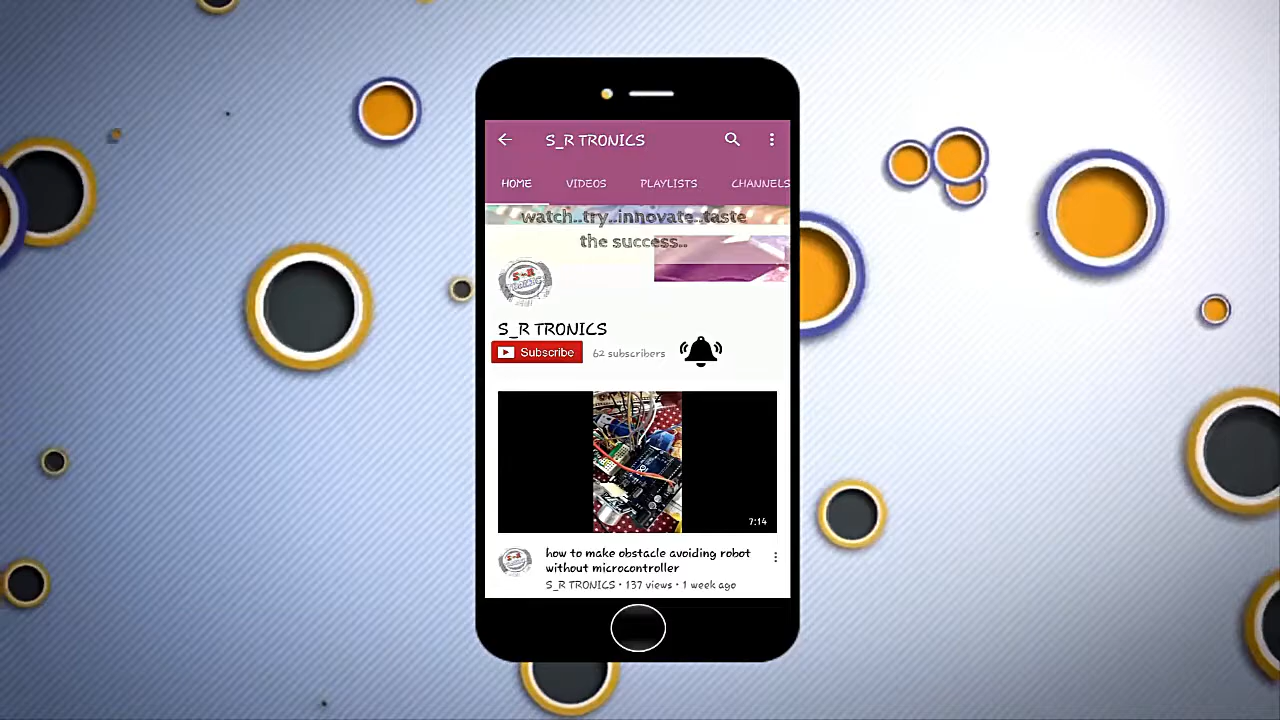 S_R TRONICS
HOME VIDEOS PLAYLISTS CHANNELS
watch..try..innovate..taste
the success..
S_R TRONICS
Subscribe 62 subscribers
7:14
how to make obstacle avoiding robot
without microcontroller
S_R TRONICS • 137 views • 1 week ago